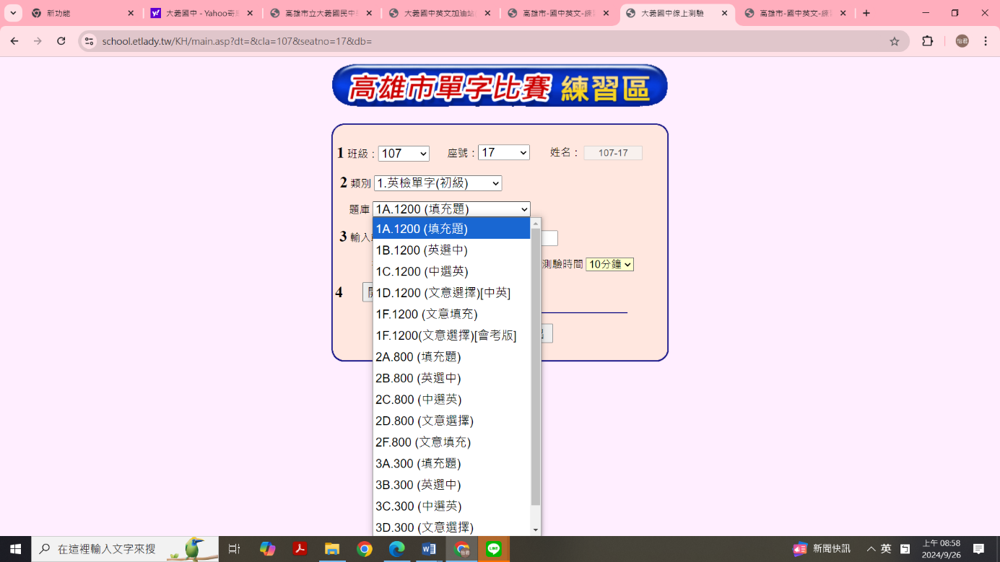 新功能
大義國中 - Yahoo奇
高雄市立大義國民中
大義國中英文加油站
高雄市-國中英文-練
大義國中線上測驗
高雄市-國中英文-練
school.etlady.tw/KH/main.asp?dt=&cla=107&seatno=17&db=
怡君
高雄市單字比賽 練習區
1 班級：107 座號：17 姓名： 107-17
2 類別 1.英檢單字(初級)
題庫 1A.1200 (填充題)
1A.1200 (填充題)
3 輸入
1B.1200 (英選中)
測驗時間 10分鐘
1C.1200 (中選英)
4
1D.1200 (文意選擇)[中英]
1F.1200 (文意填充)
1F.1200(文意選擇)[會考版]
2A.800 (填充題)
2B.800 (英選中)
2C.800 (中選英)
2D.800 (文意選擇)
2F.800 (文意填充)
3A.300 (填充題)
3B.300 (英選中)
3C.300 (中選英)
3D.300 (文意選擇)
在這裡輸入文字來搜
新聞快訊
英
上午 08:58
2024/9/26